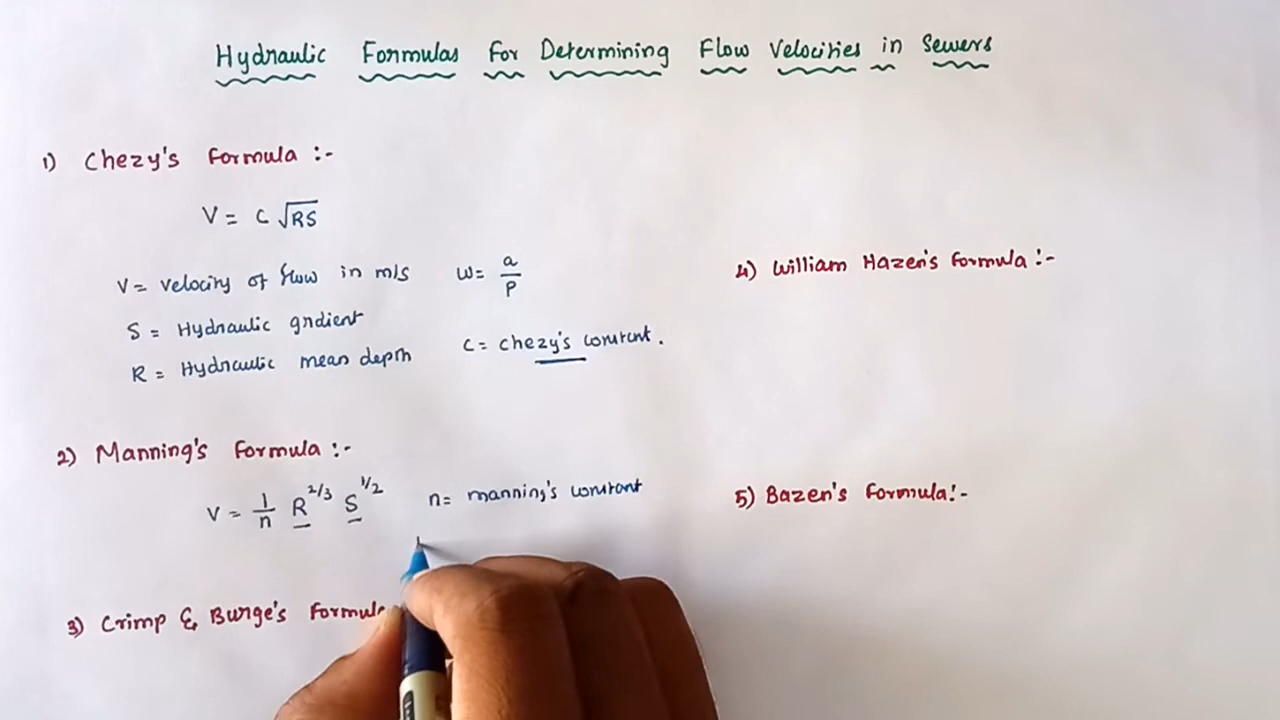 Hydraulic Formulas For Determining Flow Velocities in Sewers
1) Chezy's Formula :-
V = C √RS
V = velocity of flow in m/s
S = Hydraulic grdient
R = Hydraulic mean depth
W = a/P
C = chezy's constant.
2) Manning's Formula :-
V = 1/n R^2/3 S^1/2
n = manning's constant
3) Crimp & Burge's Formula
4) William Hazen's Formula :-
5) Bazen's Formula :-